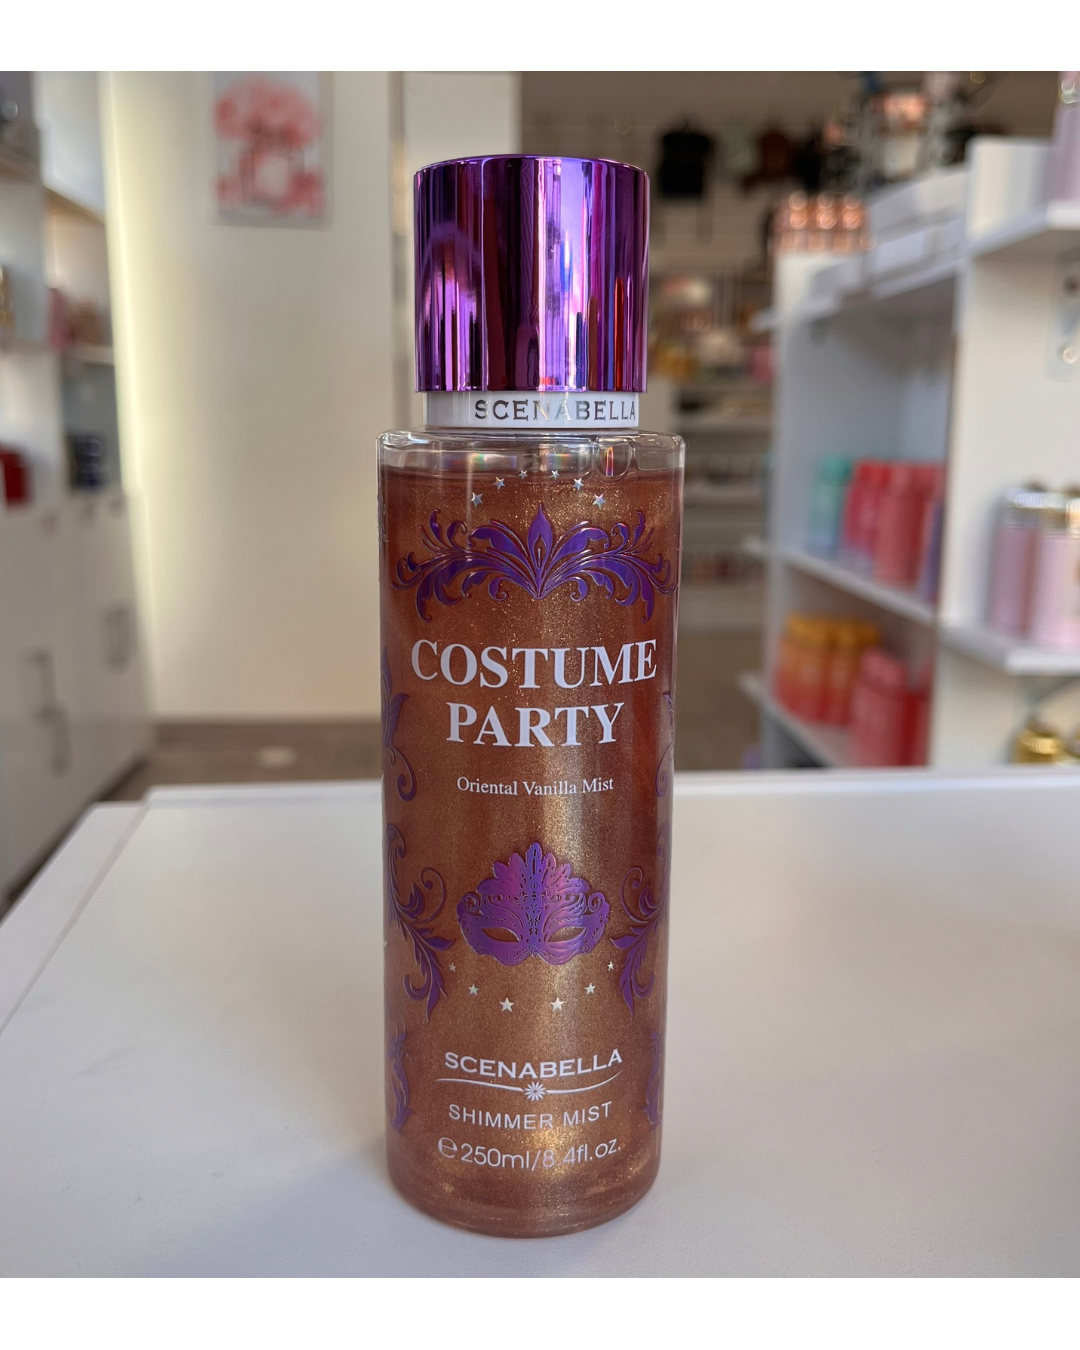 SCENABELLA
COSTUME
PARTY
Oriental Vanilla Mist
SCENABELLA
SHIMMER MIST
℮250ml/8.4fl.oz.